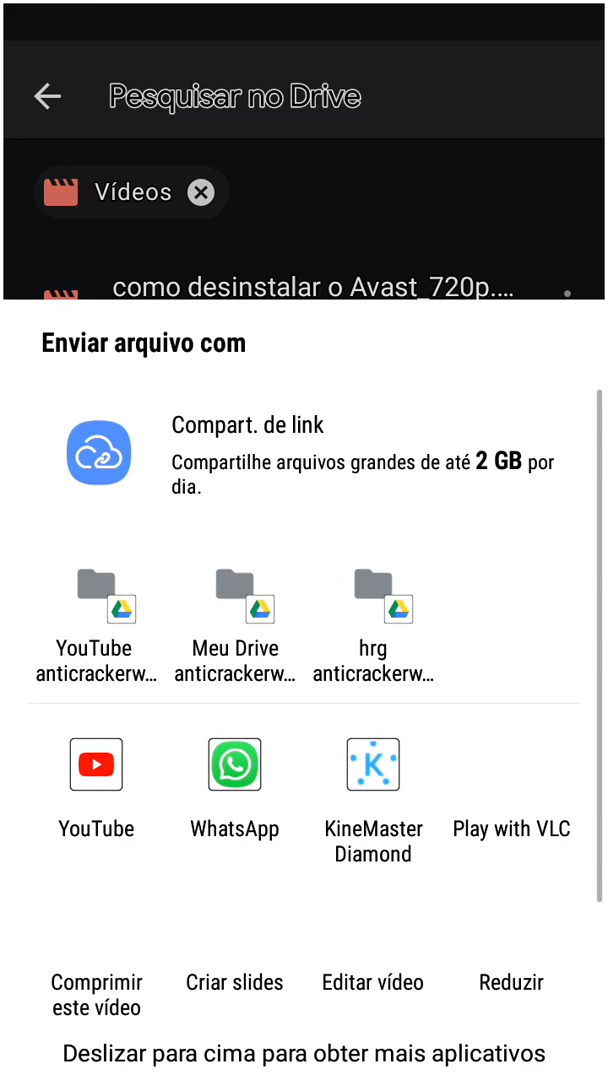 Pesquisar no Drive
Vídeos
como desinstalar o Avast_720p....
Enviar arquivo com
Compart. de link
Compartilhe arquivos grandes de até 2 GB por
dia.
YouTube
anticrackerw...
Meu Drive
anticrackerw...
hrg
anticrackerw...
YouTube
WhatsApp
KineMaster
Diamond
Play with VLC
Comprimir
este vídeo
Criar slides
Editar vídeo
Reduzir
Deslizar para cima para obter mais aplicativos